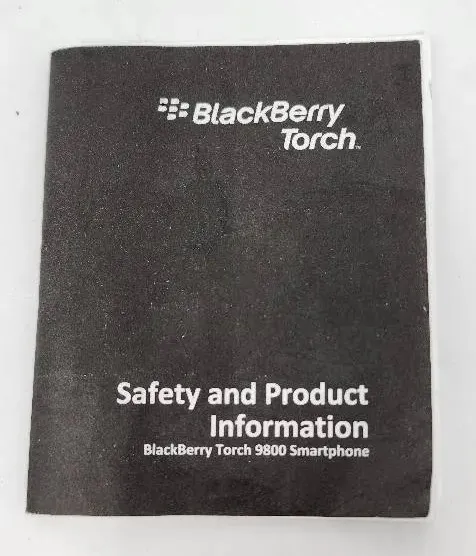 BlackBerry
Torch™
Safety and Product
Information
BlackBerry Torch 9800 Smartphone